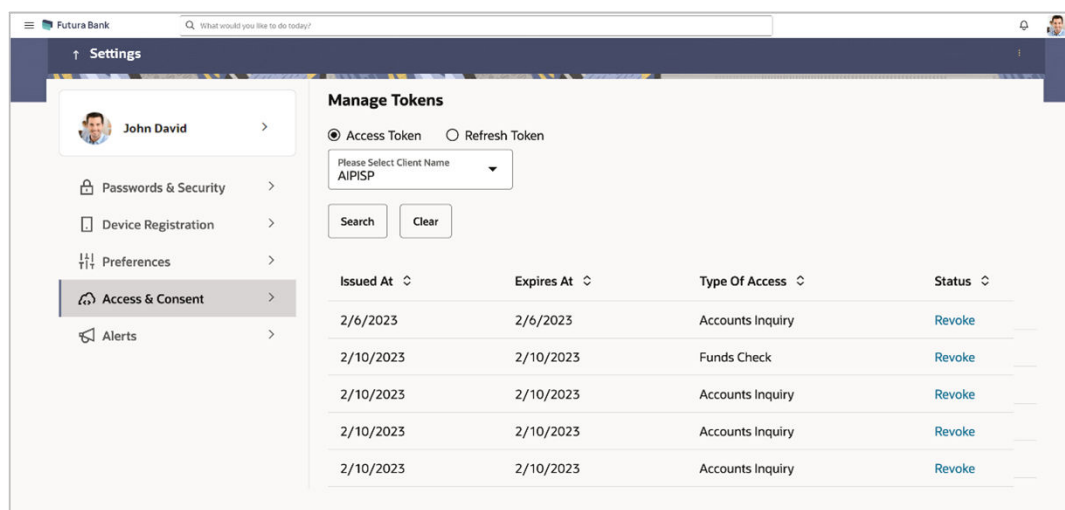 Futura Bank
What would you like to do today?
Settings
John David
Passwords & Security
Device Registration
Preferences
Access & Consent
Alerts
Manage Tokens
Access Token Refresh Token
Please Select Client Name
AIPISP
Search Clear
Issued At Expires At Type Of Access Status
2/6/2023 2/6/2023 Accounts Inquiry Revoke
2/10/2023 2/10/2023 Funds Check Revoke
2/10/2023 2/10/2023 Accounts Inquiry Revoke
2/10/2023 2/10/2023 Accounts Inquiry Revoke
2/10/2023 2/10/2023 Accounts Inquiry Revoke